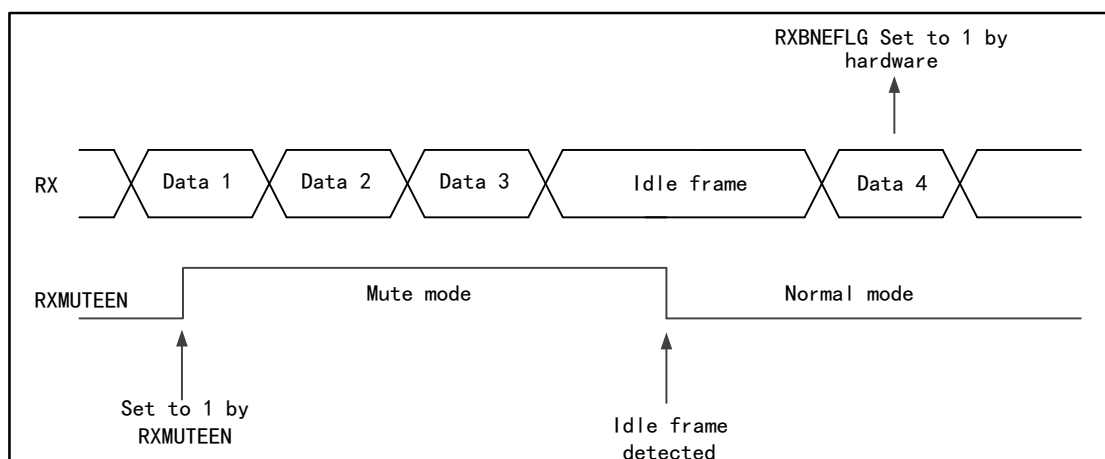 RXBNEFLG Set to 1 by
hardware
RX
Data 1
Data 2
Data 3
Idle frame
Data 4
RXMUTEEN
Mute mode
Normal mode
Set to 1 by
RXMUTEEN
Idle frame
detected